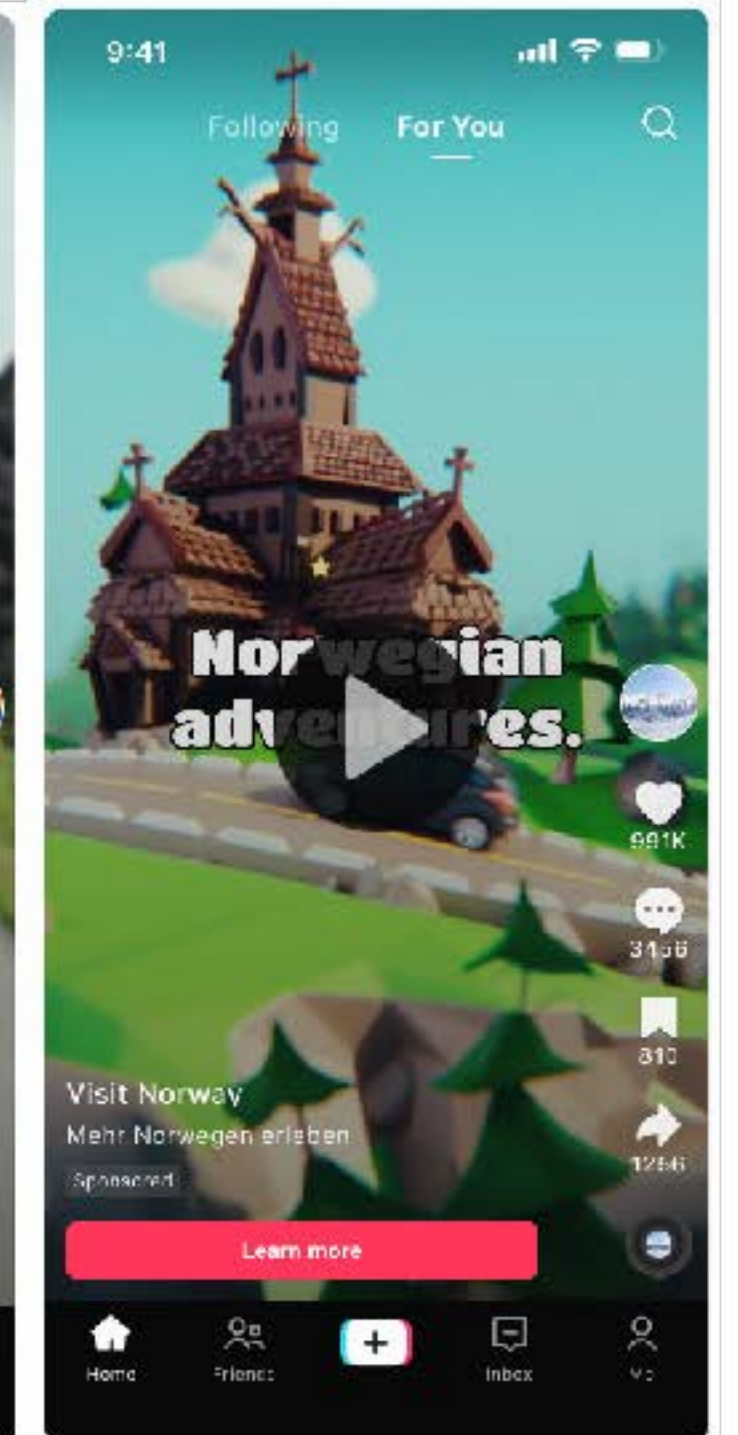 9:41
Following For You
Norwegian
adventures.
991K
3456
810
1256
Visit Norway
Mehr Norwegen erleben
Sponsored
Learn more
Home Friends Inbox Me